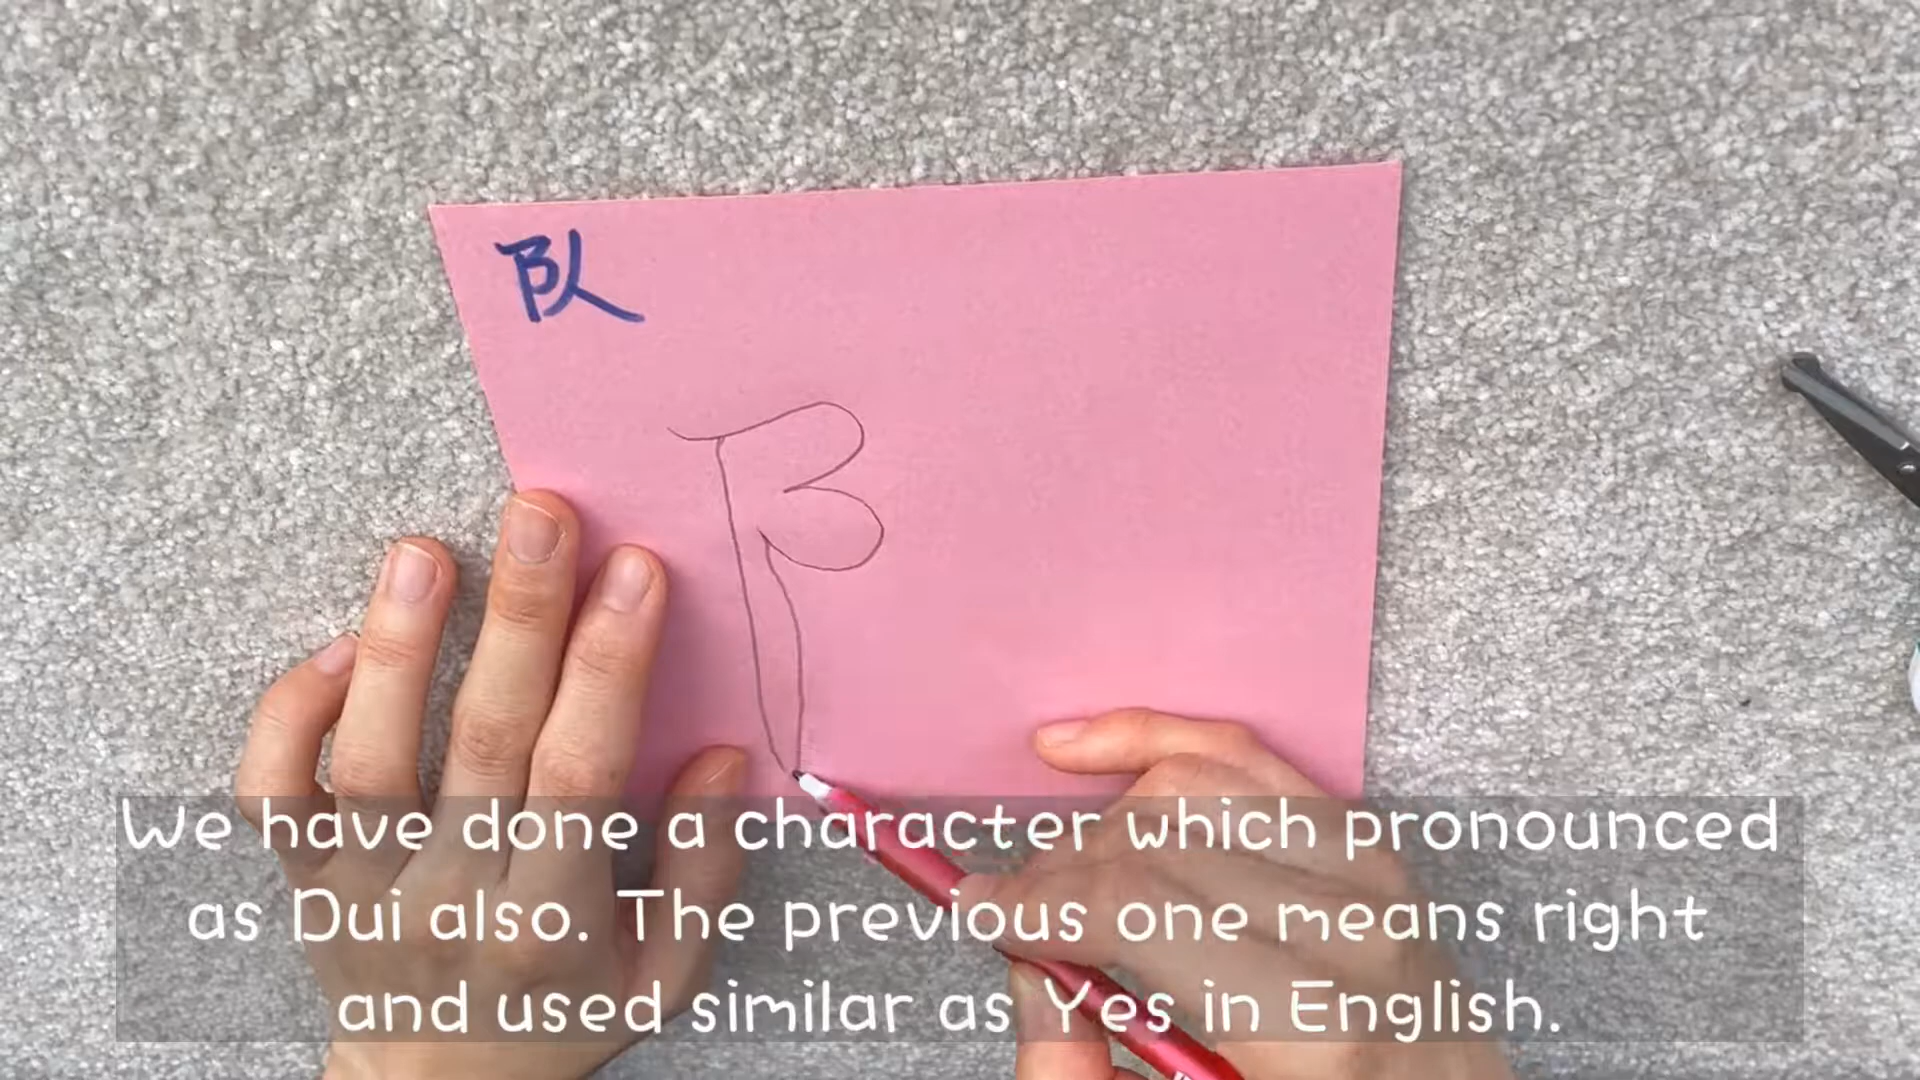 队
阝
We have done a character which pronounced
as Dui also. The previous one means right
and used similar as Yes in English.